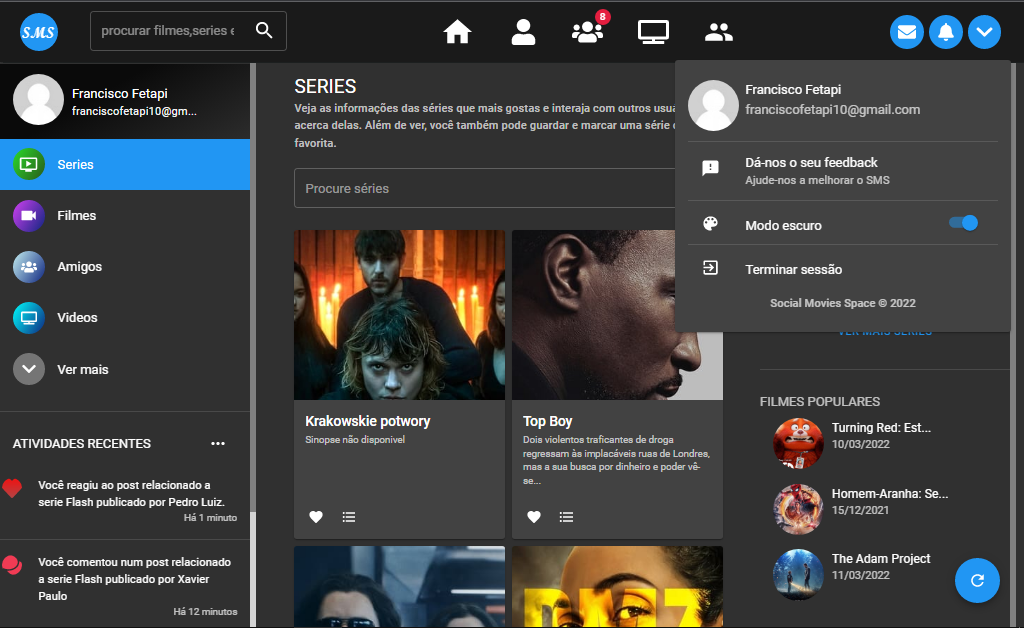 SMS
procurar filmes,series e
8
Francisco Fetapi
franciscofetapi10@gm...
Series
Filmes
Amigos
Videos
Ver mais
ATIVIDADES RECENTES
Você reagiu ao post relacionado a
serie Flash publicado por Pedro Luiz.
Há 1 minuto
Você comentou num post relacionado
a serie Flash publicado por Xavier
Paulo
Há 12 minutos
SERIES
Veja as informações das séries que mais gostas e interaja com outros
acerca delas. Além de ver, você também pode guardar e marcar uma série
favorita.
Procure séries
Krakowskie potwory
Sinopse não disponivel
Top Boy
Dois violentos traficantes de droga
regressam às implacáveis ruas de Londres,
mas a sua busca por dinheiro e poder vê-
se...
DMZ
Francisco Fetapi
franciscofetapi10@gmail.com
Dá-nos o seu feedback
Ajude-nos a melhorar o SMS
Modo escuro
Terminar sessão
Social Movies Space © 2022
VER MAIS SERIES
FILMES POPULARES
Turning Red: Est...
10/03/2022
Homem-Aranha: Se...
15/12/2021
The Adam Project
11/03/2022